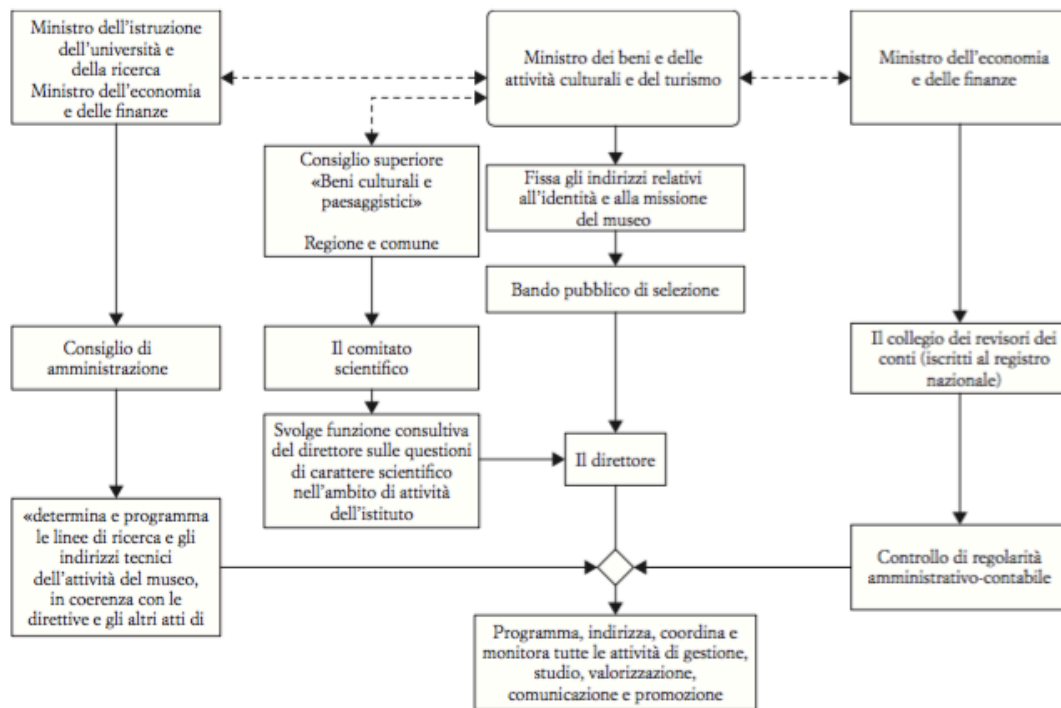 Ministro dell'istruzione
dell'università e
della ricerca
Ministro dell'economia
e delle finanze
Ministro dei beni e delle
attività culturali e del turismo
Ministro dell'economia
e delle finanze
Consiglio superiore
«Beni culturali e
paesaggistici»
Regione e comune
Fissa gli indirizzi relativi
all'identità e alla missione
del museo
Bando pubblico di selezione
Consiglio di
amministrazione
Il comitato
scientifico
Il collegio dei revisori dei
conti (iscritti al registro
nazionale)
Svolge funzione consultiva
del direttore sulle questioni
di carattere scientifico
nell'ambito di attività
dell'istituto
Il direttore
«determina e programma
le linee di ricerca e gli
indirizzi tecnici
dell'attività del museo,
in coerenza con le
direttive e gli altri atti di
Controllo di regolarità
amministrativo-contabile
Programma, indirizza, coordina e
monitora tutte le attività di gestione,
studio, valorizzazione,
comunicazione e promozione